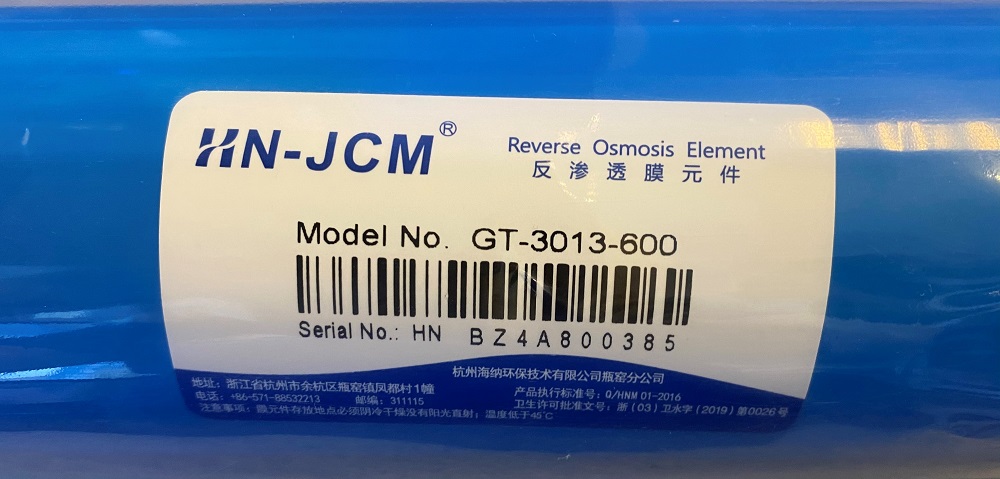 HN-JCM®
Reverse Osmosis Element
反渗透膜元件
Model No. GT-3013-600
Serial No.: HN BZ4A800385
杭州海纳环保技术有限公司瓶窑分公司
地址: 浙江省杭州市余杭区瓶窑镇凤都村1幢
产品执行标准号: Q/HNM 01-2016
电话: +86-571-88532213 邮编: 311115
卫生许可批准文号: 浙 (03) 卫水字 (2019) 第0026号
注意事项: 膜元件存放地点必须阴冷干燥没有阳光直射; 温度低于45℃